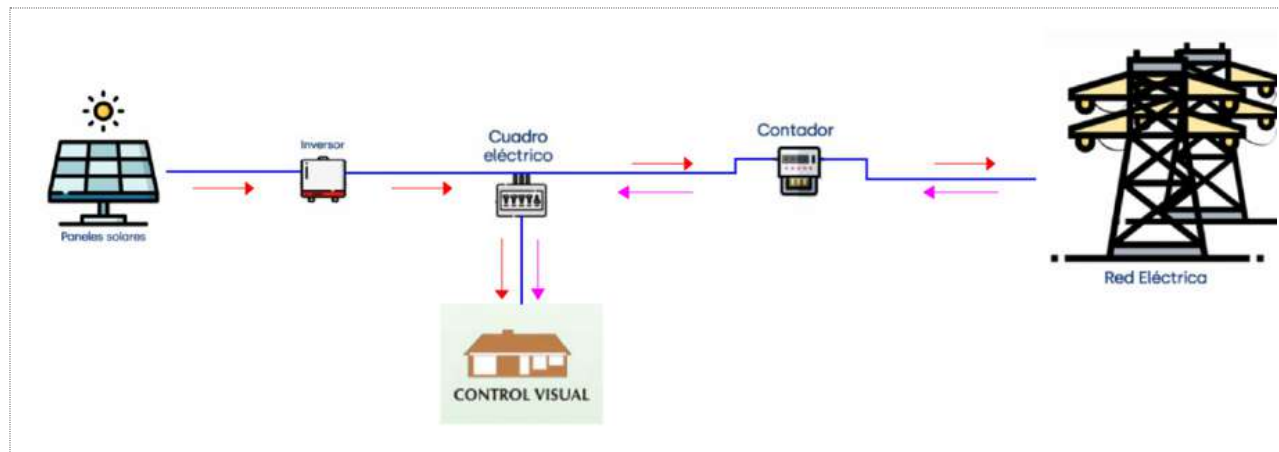 Paneles solares
Inversor
Cuadro
eléctrico
Contador
Red Eléctrica
CONTROL VISUAL